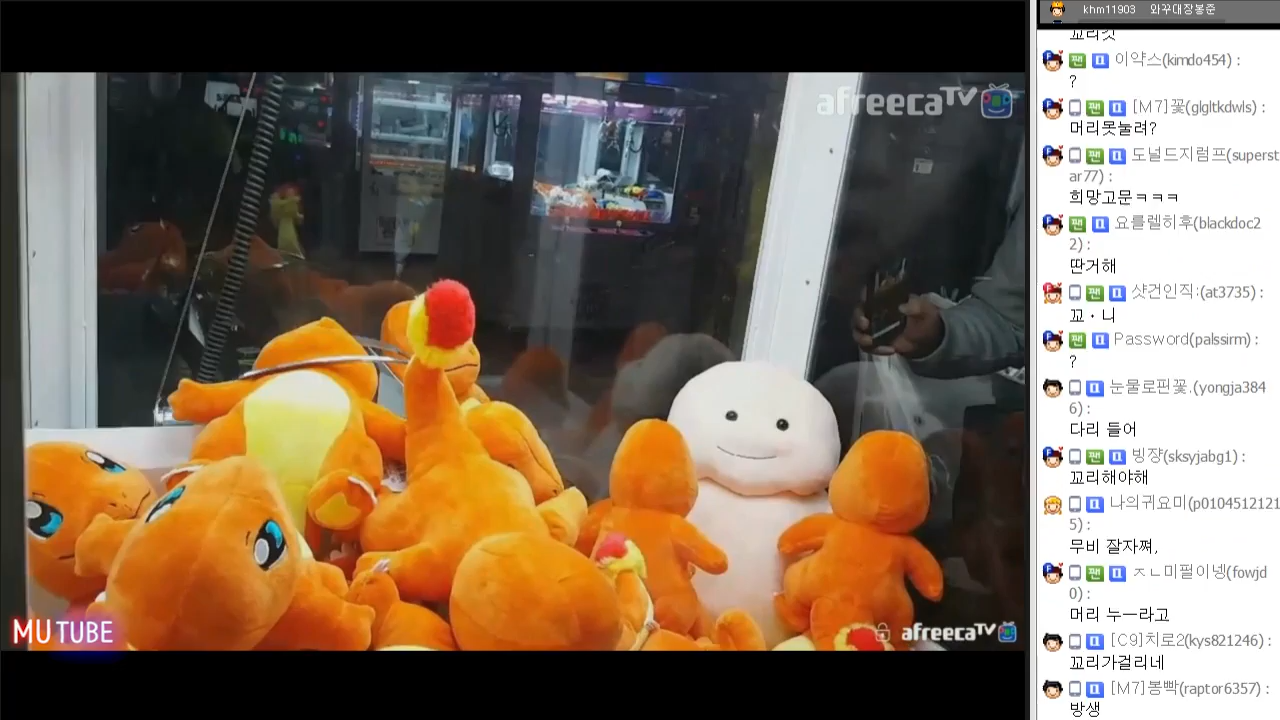 afreecaTV
MUTUBE
afreecaTV
khm11903 와꾸대장봉준
꼬리깃
이약스(kimdo454) :
?
[M7]꽃(glgltkdwls) :
머리못눌려?
도널드지럼프(superst
ar77) :
희망고문ㅋㅋㅋ
요를렐히후(blackdoc2
2) :
딴거해
샷건인직:(at3735) :
꼬·니
Password(palssirm) :
?
눈물로핀꽃.(yongja384
6) :
다리 들어
빙쟝(sksyjabg1) :
꼬리해야해
나의귀요미(p0104512121
5) :
무비 잘자쪄,
ㅈㄴ미펄이넹(fowjd
0) :
머리 누ㅡ라고
[C9]치로2(kys821246) :
꼬리가걸리네
[M7]봉빡(raptor6357) :
방생